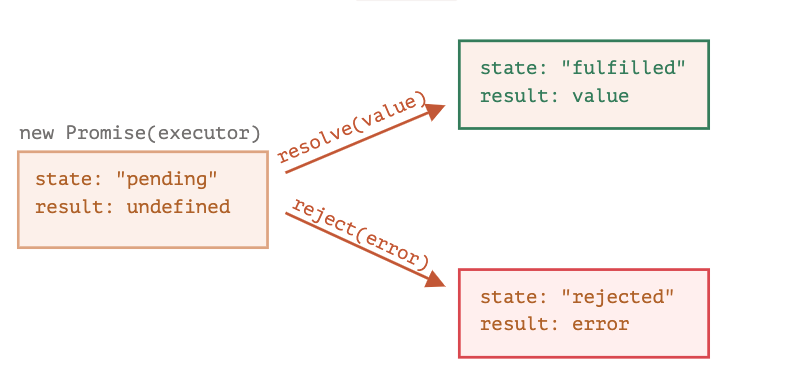 new Promise(executor)
state: "pending"
result: undefined
resolve(value)
reject(error)
state: "fulfilled"
result: value
state: "rejected"
result: error